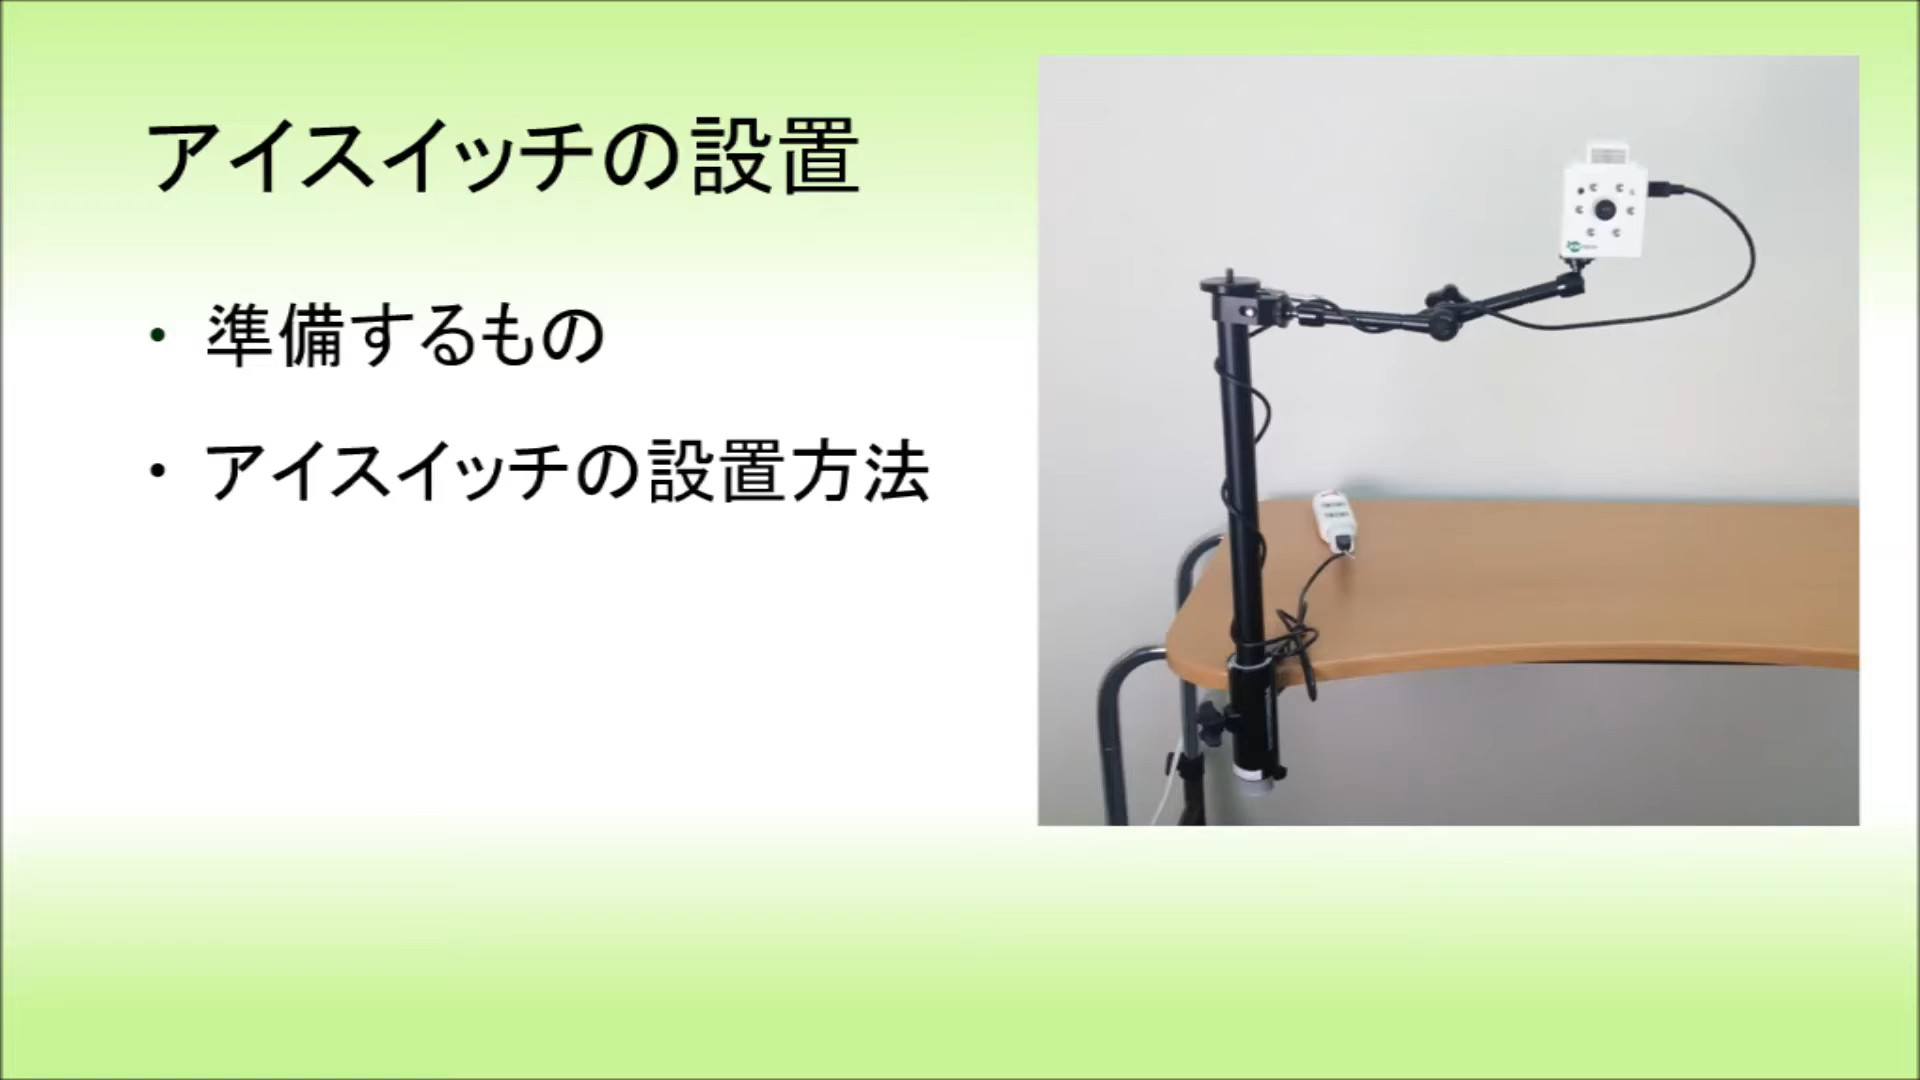 アイスイッチの設置
・ 準備するもの
・ アイスイッチの設置方法